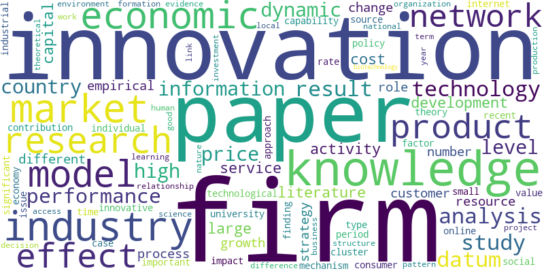 environment formation evidence
work
industrial
theoretical
capital
economic
local
capability
dynamic
change
source
organization
national
network
innovation
internet
policy
term
year
production
link
investment
rate
cost
biotechnology
country
empirical
information result
role
technology
market
paper
development
theory
recent
contribution
individual
human
good
approach
product
research
price
activity
factor
number
level
different
high
service
nature
knowledge
significant
economy
issue
model
learning
relationship
technological
literature
customer
small
value
resource
performance
access
time
innovative
science
university
finding
strategy
business
type
period
structure
cluster
online
project
analysis
industry
firm
large
growth
study
decision
case
process
important
impact
difference
mechanism
consumer
pattern
effect
datum
social